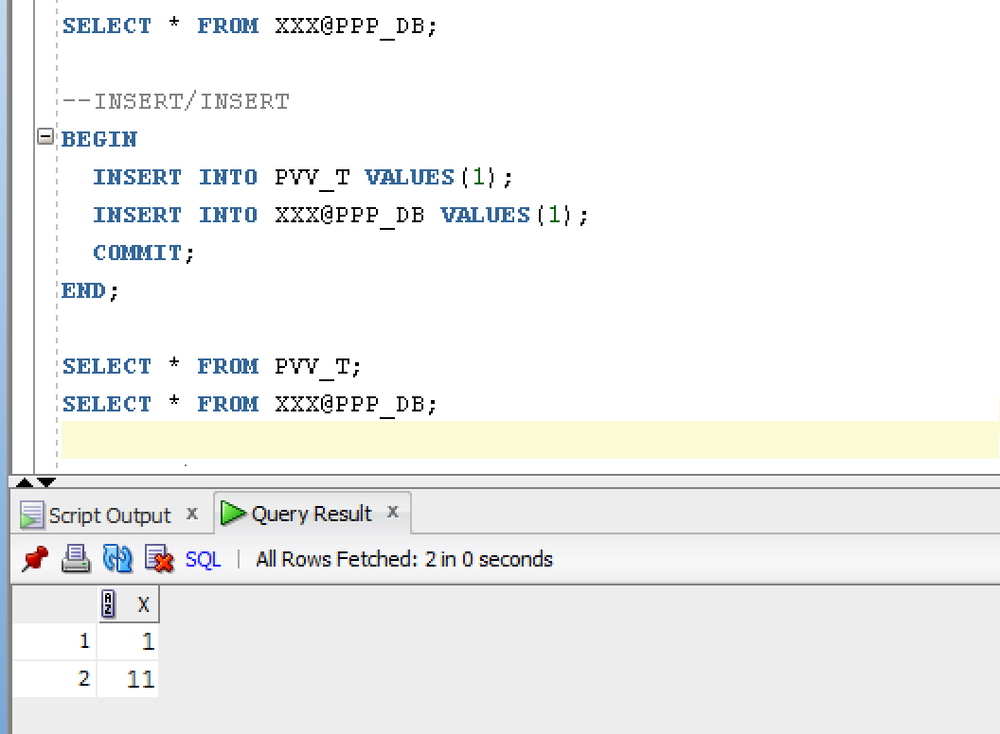 SELECT * FROM XXX@PPP_DB;
--INSERT/INSERT
BEGIN
INSERT INTO PVV_T VALUES(1);
INSERT INTO XXX@PPP_DB VALUES(1);
COMMIT;
END;
SELECT * FROM PVV_T;
SELECT * FROM XXX@PPP_DB;
Script Output x Query Result x
SQL | All Rows Fetched: 2 in 0 seconds
X
1 1
2 11